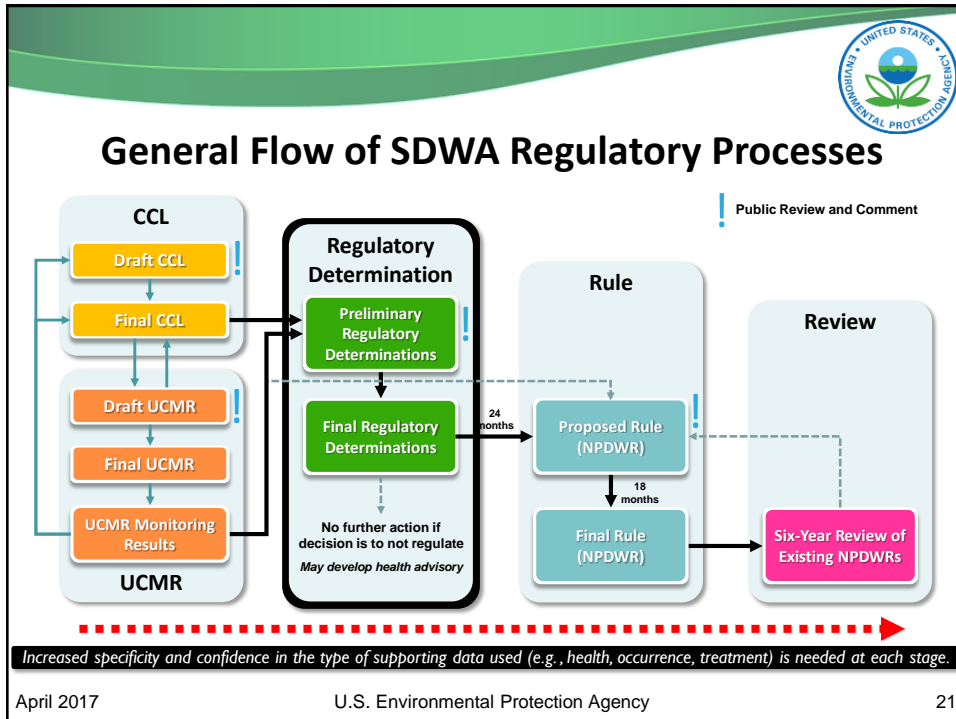 UNITED STATES
ENVIRONMENTAL PROTECTION AGENCY
General Flow of SDWA Regulatory Processes
! Public Review and Comment
CCL
Draft CCL
!
Final CCL
Draft UCMR
!
Final UCMR
UCMR Monitoring
Results
UCMR
Regulatory
Determination
Preliminary
Regulatory
Determinations
!
Final Regulatory
Determinations
No further action if
decision is to not regulate
May develop health advisory
24
months
Rule
Proposed Rule
(NPDWR)
!
18
months
Final Rule
(NPDWR)
Review
Six-Year Review of
Existing NPDWRs
Increased specificity and confidence in the type of supporting data used (e.g., health, occurrence, treatment) is needed at each stage.
April 2017
U.S. Environmental Protection Agency
21